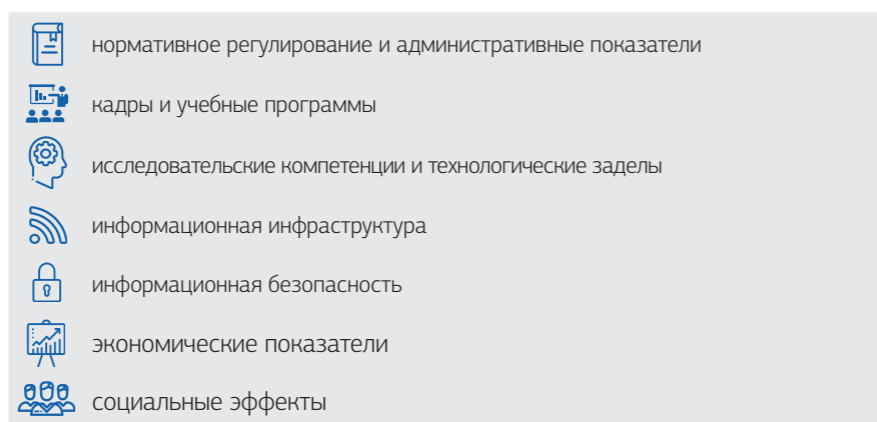 нормативное регулирование и административные показатели
кадры и учебные программы
исследовательские компетенции и технологические заделы
информационная инфраструктура
информационная безопасность
экономические показатели
социальные эффекты